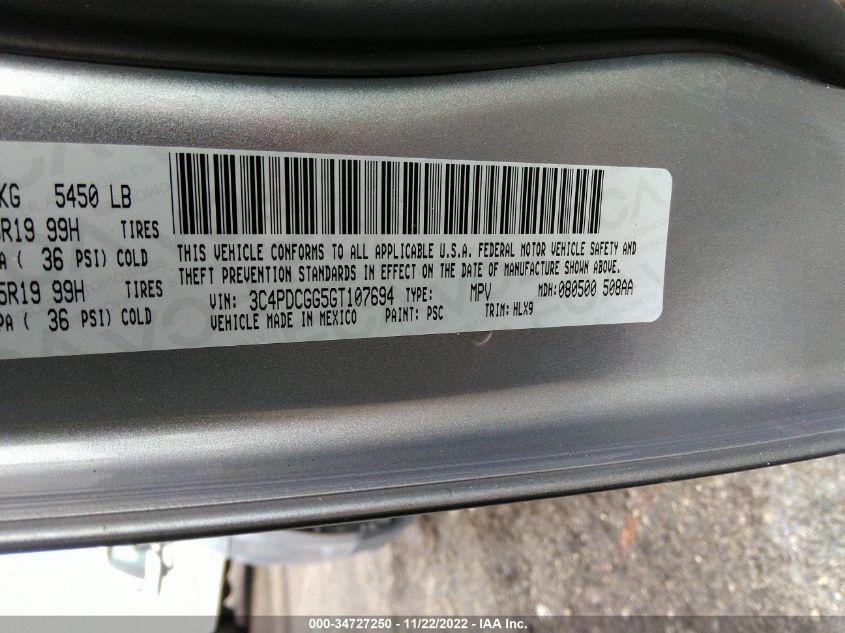 KG 5450 LB
R19 99H TIRES
A ( 36 PSI) COLD
5R19 99H TIRES
PA ( 36 PSI) COLD
THIS VEHICLE CONFORMS TO ALL APPLICABLE U.S.A. FEDERAL MOTOR VEHICLE SAFETY AND
THEFT PREVENTION STANDARDS IN EFFECT ON THE DATE OF MANUFACTURE SHOWN ABOVE.
VIN: 3C4PDCGG5GT107694 TYPE: MPV MDH: 080500 508AA
VEHICLE MADE IN MEXICO PAINT: PSC TRIM: HLX9
000-34727250 - 11/22/2022 - IAA Inc.